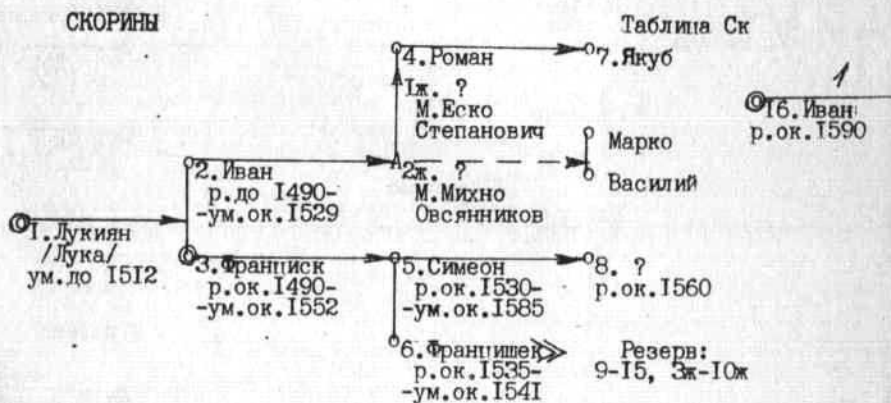 СКОРИНЫ
Таблица Ск
4.Роман
7.Якуб
1ж. ?
М.Еско
Степанович
1
16.Иван
р.ок.1590
Марко
Василий
2.Иван
р.до 1490-
-ум.ок.1529
2ж. ?
М.Михно
Овсянников
1.Лукиян
/Лука/
ум.до 1512
3.Франциск
р.ок.1490-
-ум.ок.1552
5.Симеон
р.ок.1530-
-ум.ок.1585
8. ?
р.ок.1560
6.Францишек
р.ок.1535-
-ум.ок.1541
Резерв:
9-15, 3ж-10ж